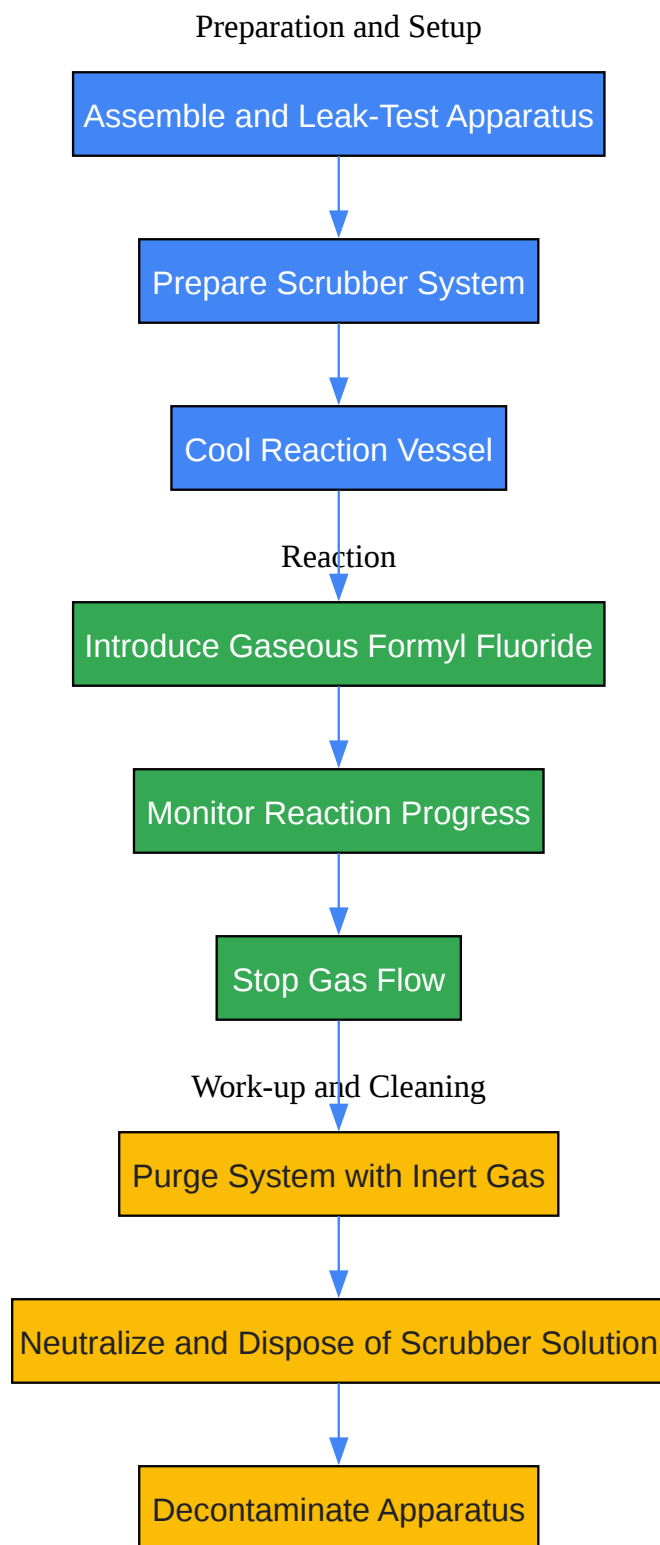 Preparation and Setup
Assemble and Leak-Test Apparatus
Prepare Scrubber System
Cool Reaction Vessel
Reaction
Introduce Gaseous Formyl Fluoride
Monitor Reaction Progress
Stop Gas Flow
Work-up and Cleaning
Purge System with Inert Gas
Neutralize and Dispose of Scrubber Solution
Decontaminate Apparatus